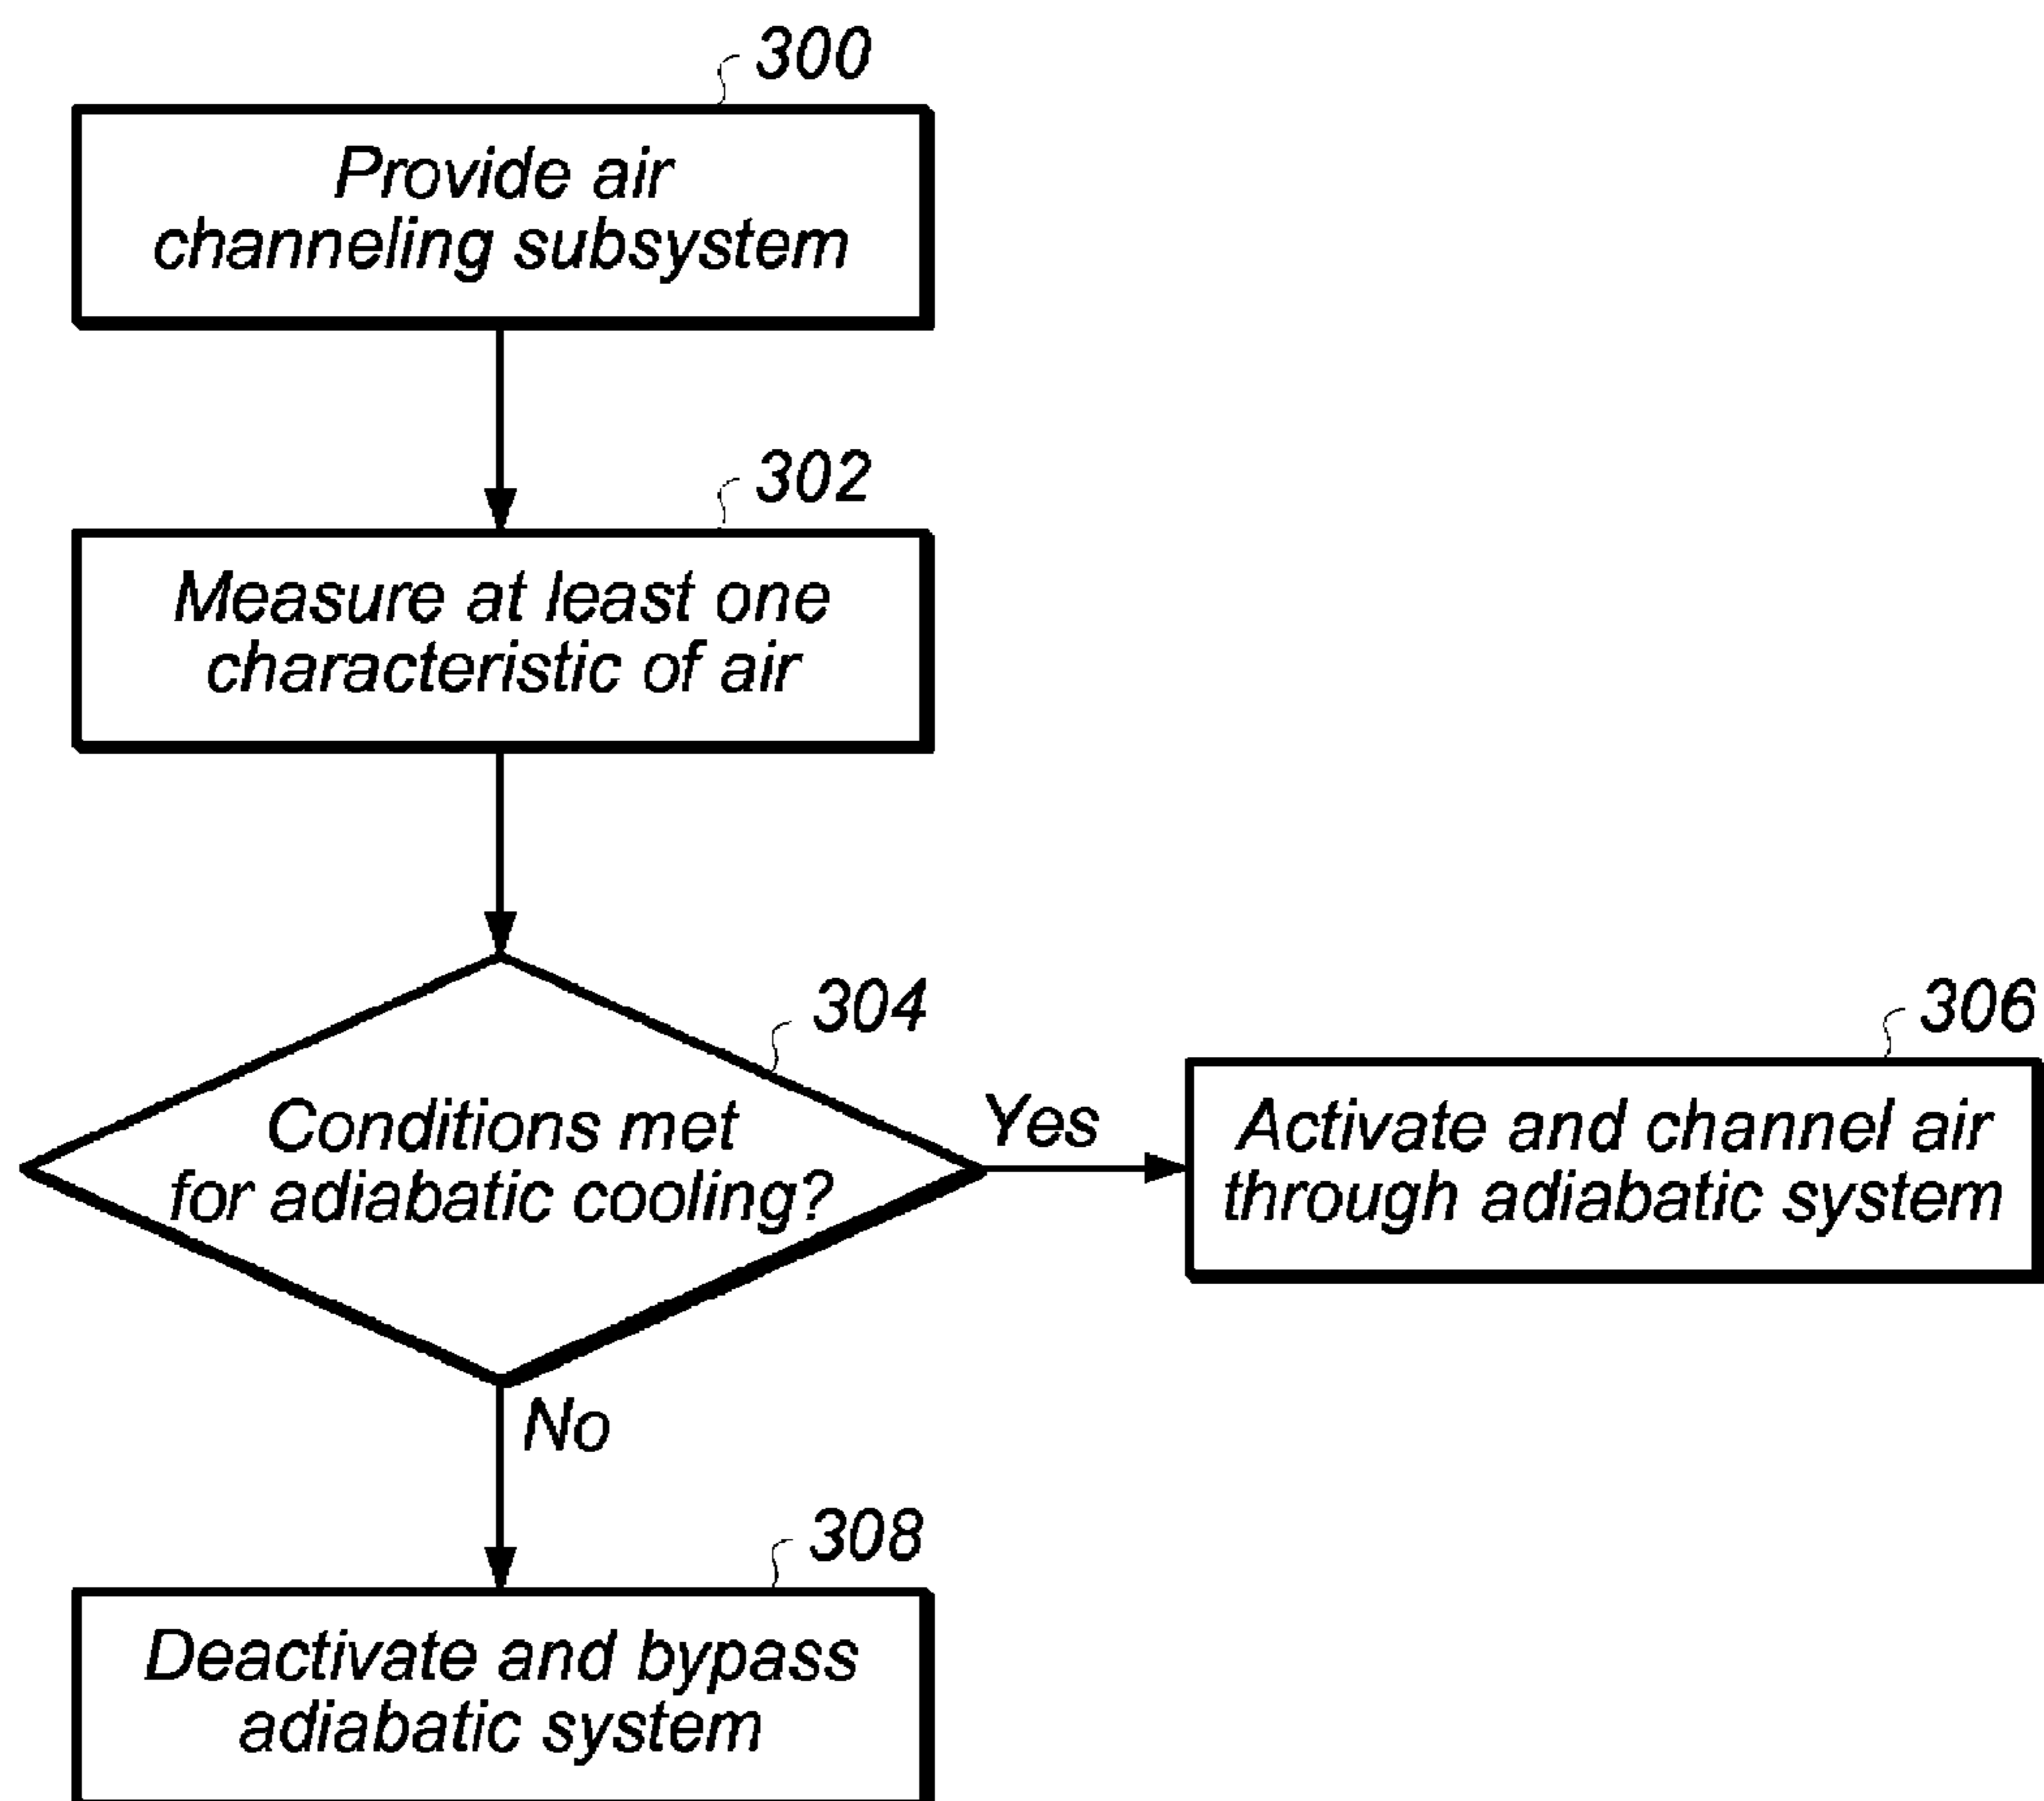 300
Provide air
channeling subsystem
302
Measure at least one
characteristic of air
304
Conditions met
for adiabatic cooling?
Yes
306
Activate and channel air
through adiabatic system
No
308
Deactivate and bypass
adiabatic system